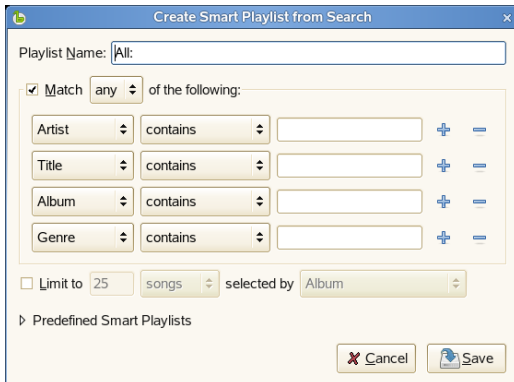 Create Smart Playlist from Search
Playlist Name: All:
Match any of the following:
Artist contains
Title contains
Album contains
Genre contains
Limit to 25 songs selected by Album
Predefined Smart Playlists
Cancel Save